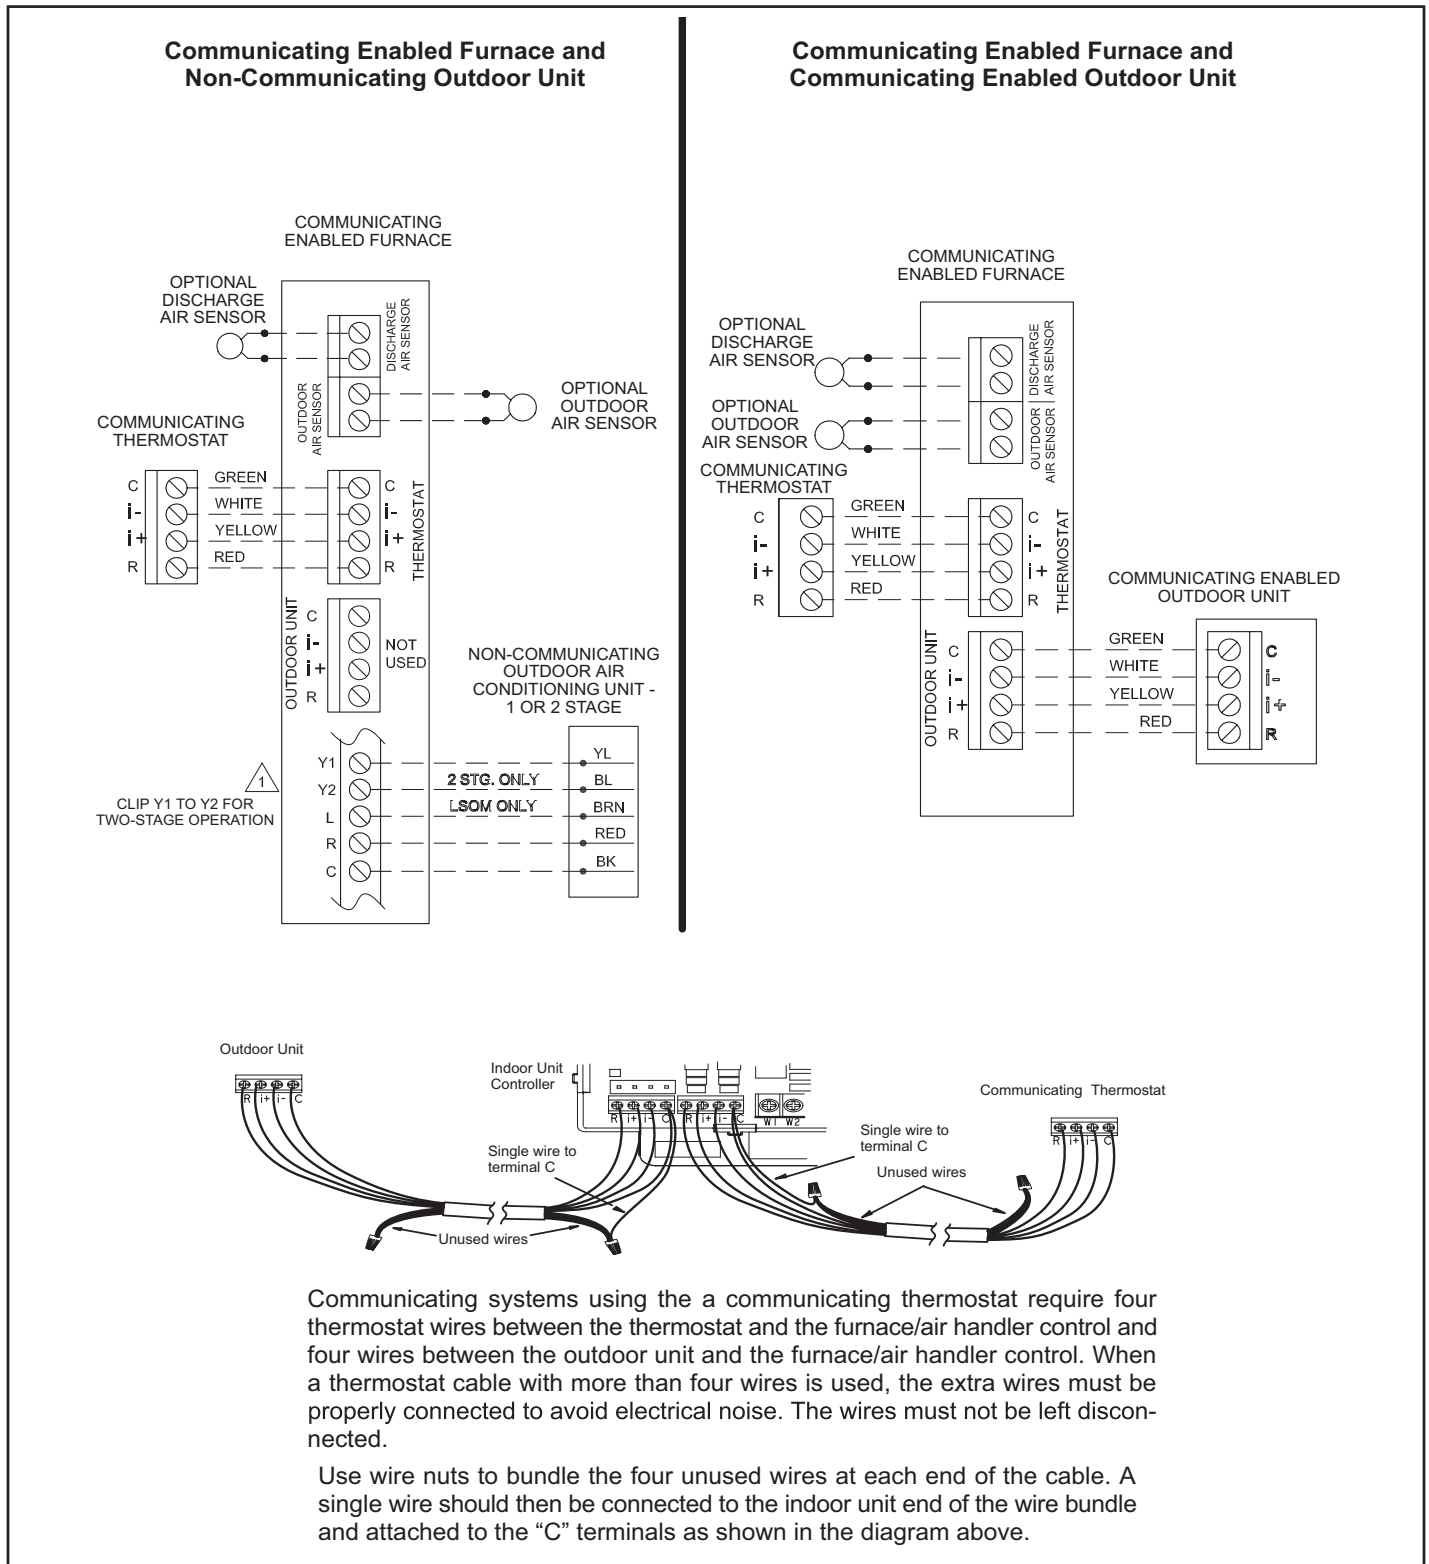 Communicating Enabled Furnace and
Non-Communicating Outdoor Unit
COMMUNICATING
ENABLED FURNACE
OPTIONAL
DISCHARGE
AIR SENSOR
DISCHARGE
AIR SENSOR
OUTDOOR
AIR SENSOR
OPTIONAL
OUTDOOR
AIR SENSOR
COMMUNICATING
THERMOSTAT
C GREEN C
i- WHITE i-
i+ YELLOW i+
R RED R
THERMOSTAT
OUTDOOR UNIT
C
i-
i+
R
NOT
USED
NON-COMMUNICATING
OUTDOOR AIR
CONDITIONING UNIT -
1 OR 2 STAGE
1
CLIP Y1 TO Y2 FOR
TWO-STAGE OPERATION
Y1 YL
Y2 2 STG. ONLY BL
L LSOM ONLY BRN
R RED
C BK
Communicating Enabled Furnace and
Communicating Enabled Outdoor Unit
COMMUNICATING
ENABLED FURNACE
OPTIONAL
DISCHARGE
AIR SENSOR
DISCHARGE
AIR SENSOR
OPTIONAL
OUTDOOR
AIR SENSOR
OUTDOOR
AIR SENSOR
COMMUNICATING
THERMOSTAT
C GREEN C
i- WHITE i-
i+ YELLOW i+
R RED R
THERMOSTAT
COMMUNICATING ENABLED
OUTDOOR UNIT
OUTDOOR UNIT
C GREEN C
i- WHITE i-
i+ YELLOW i+
R RED R
Outdoor Unit
R i+ i- C
Indoor Unit
Controller
R i+ i- C R i+ i- C W1 W2
Communicating Thermostat
R i+ i- C
Single wire to
terminal C
Unused wires
Single wire to
terminal C
Unused wires
Communicating systems using the a communicating thermostat require four
thermostat wires between the thermostat and the furnace/air handler control and
four wires between the outdoor unit and the furnace/air handler control. When
a thermostat cable with more than four wires is used, the extra wires must be
properly connected to avoid electrical noise. The wires must not be left discon-
nected.
Use wire nuts to bundle the four unused wires at each end of the cable. A
single wire should then be connected to the indoor unit end of the wire bundle
and attached to the “C” terminals as shown in the diagram above.